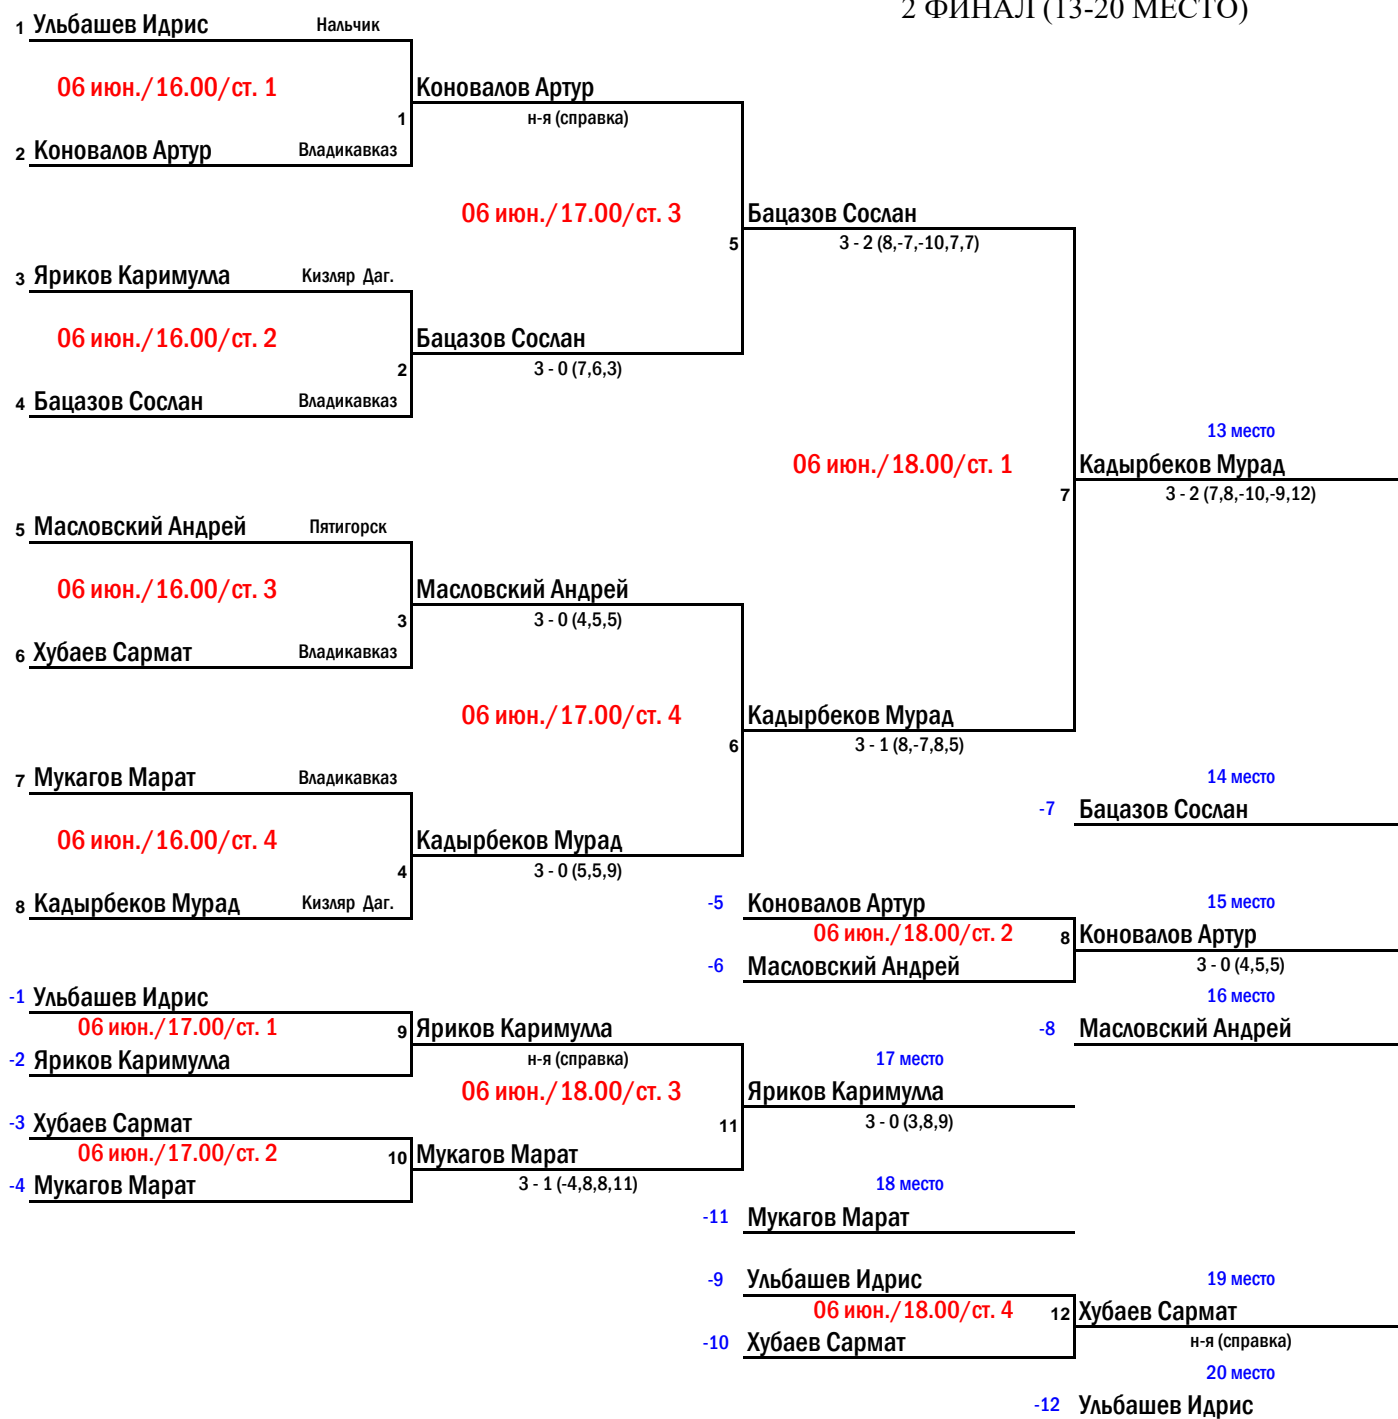 2 ФИНАЛ (13-20 МЕСТО)
1 Ульбашев Идрис Нальчик
06 июн./16.00/ст. 1
Коновалов Артур
1 н-я (справка)
2 Коновалов Артур Владикавказ
06 июн./17.00/ст. 3
Бацазов Сослан
5 3 - 2 (8,-7,-10,7,7)
3 Яриков Каримулла Кизляр Даг.
06 июн./16.00/ст. 2
Бацазов Сослан
2 3 - 0 (7,6,3)
4 Бацазов Сослан Владикавказ
13 место
06 июн./18.00/ст. 1
Кадырбеков Мурад
7 3 - 2 (7,8,-10,-9,12)
5 Масловский Андрей Пятигорск
06 июн./16.00/ст. 3
Масловский Андрей
3 3 - 0 (4,5,5)
6 Хубаев Сармат Владикавказ
06 июн./17.00/ст. 4
Кадырбеков Мурад
6 3 - 1 (8,-7,8,5)
7 Мукагов Марат Владикавказ
14 место
-7 Бацазов Сослан
06 июн./16.00/ст. 4
Кадырбеков Мурад
4 3 - 0 (5,5,9)
8 Кадырбеков Мурад Кизляр Даг.
-5 Коновалов Артур
15 место
06 июн./18.00/ст. 2
8 Коновалов Артур
-6 Масловский Андрей
3 - 0 (4,5,5)
-1 Ульбашев Идрис
16 место
06 июн./17.00/ст. 1
9 Яриков Каримулла
-8 Масловский Андрей
-2 Яриков Каримулла
н-я (справка)
17 место
06 июн./18.00/ст. 3
Яриков Каримулла
-3 Хубаев Сармат
11 3 - 0 (3,8,9)
06 июн./17.00/ст. 2
10 Мукагов Марат
-4 Мукагов Марат
3 - 1 (-4,8,8,11)
18 место
-11 Мукагов Марат
-9 Ульбашев Идрис
19 место
06 июн./18.00/ст. 4
12 Хубаев Сармат
-10 Хубаев Сармат
н-я (справка)
20 место
-12 Ульбашев Идрис